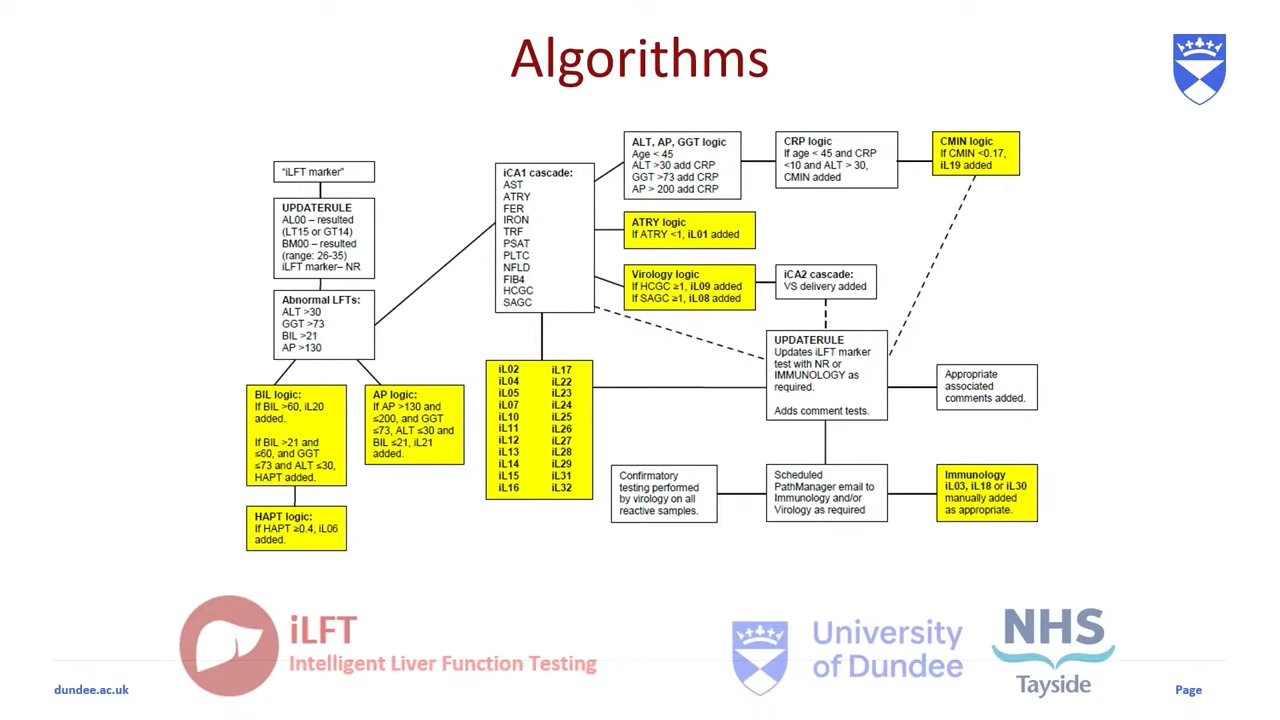 Algorithms
"iLFT marker"
UPDATERULE
AL00 – resulted
(LT15 or GT14)
BM00 - resulted
(range: 26-35)
iLFT marker– NR
Abnormal LFTs:
ALT >30
GGT >73
BIL >21
AP >130
BIL logic:
If BIL >60, iL20
added.
If BIL >21 and
≤60, and GGT
≤73 and ALT ≤30,
HAPT added.
HAPT logic:
If HAPT ≥0.4, iL06
added.
AP logic:
If AP >130 and
≤200, and GGT
≤73, ALT ≤30 and
BIL ≤21, iL21
added.
iCA1 cascade:
AST
ATRY
FER
IRON
TRF
PSAT
PLTC
NFLD
FIB4
HCGC
SAGC
iL02 iL17
iL04 iL22
iL05 iL23
iL07 iL24
iL10 iL25
iL11 iL26
iL12 iL27
iL13 iL28
iL14 iL29
iL15 iL31
iL16 iL32
ALT, AP, GGT logic
Age < 45
ALT >30 add CRP
GGT >73 add CRP
AP > 200 add CRP
CRP logic
If age < 45 and CRP
<10 and ALT > 30,
CMIN added
CMIN logic
If CMIN <0.17,
iL19 added
ATRY logic
If ATRY <1, iL01 added
Virology logic
If HCGC ≥1, iL09 added
If SAGC ≥1, iL08 added
iCA2 cascade:
VS delivery added
UPDATERULE
Updates iLFT marker
test with NR or
IMMUNOLOGY as
required.
Adds comment tests.
Appropriate
associated
comments added.
Confirmatory
testing performed
by virology on all
reactive samples.
Scheduled
PathManager email to
Immunology and/or
Virology as required
Immunology
iL03, iL18 or iL30
manually added
as appropriate.
iLFT
Intelligent Liver Function Testing
University
of Dundee
NHS
Tayside
dundee.ac.uk
Page